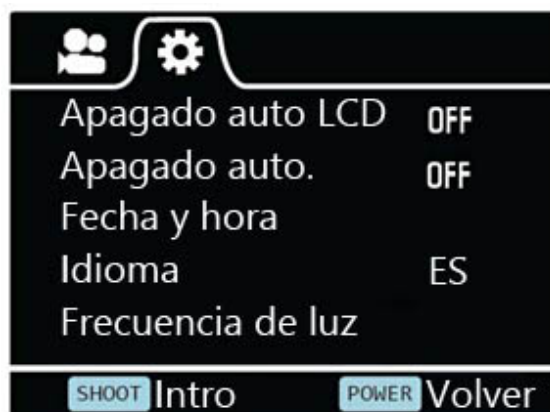 Apagado auto LCD OFF
Apagado auto. OFF
Fecha y hora
Idioma ES
Frecuencia de luz
SHOOT Intro POWER Volver